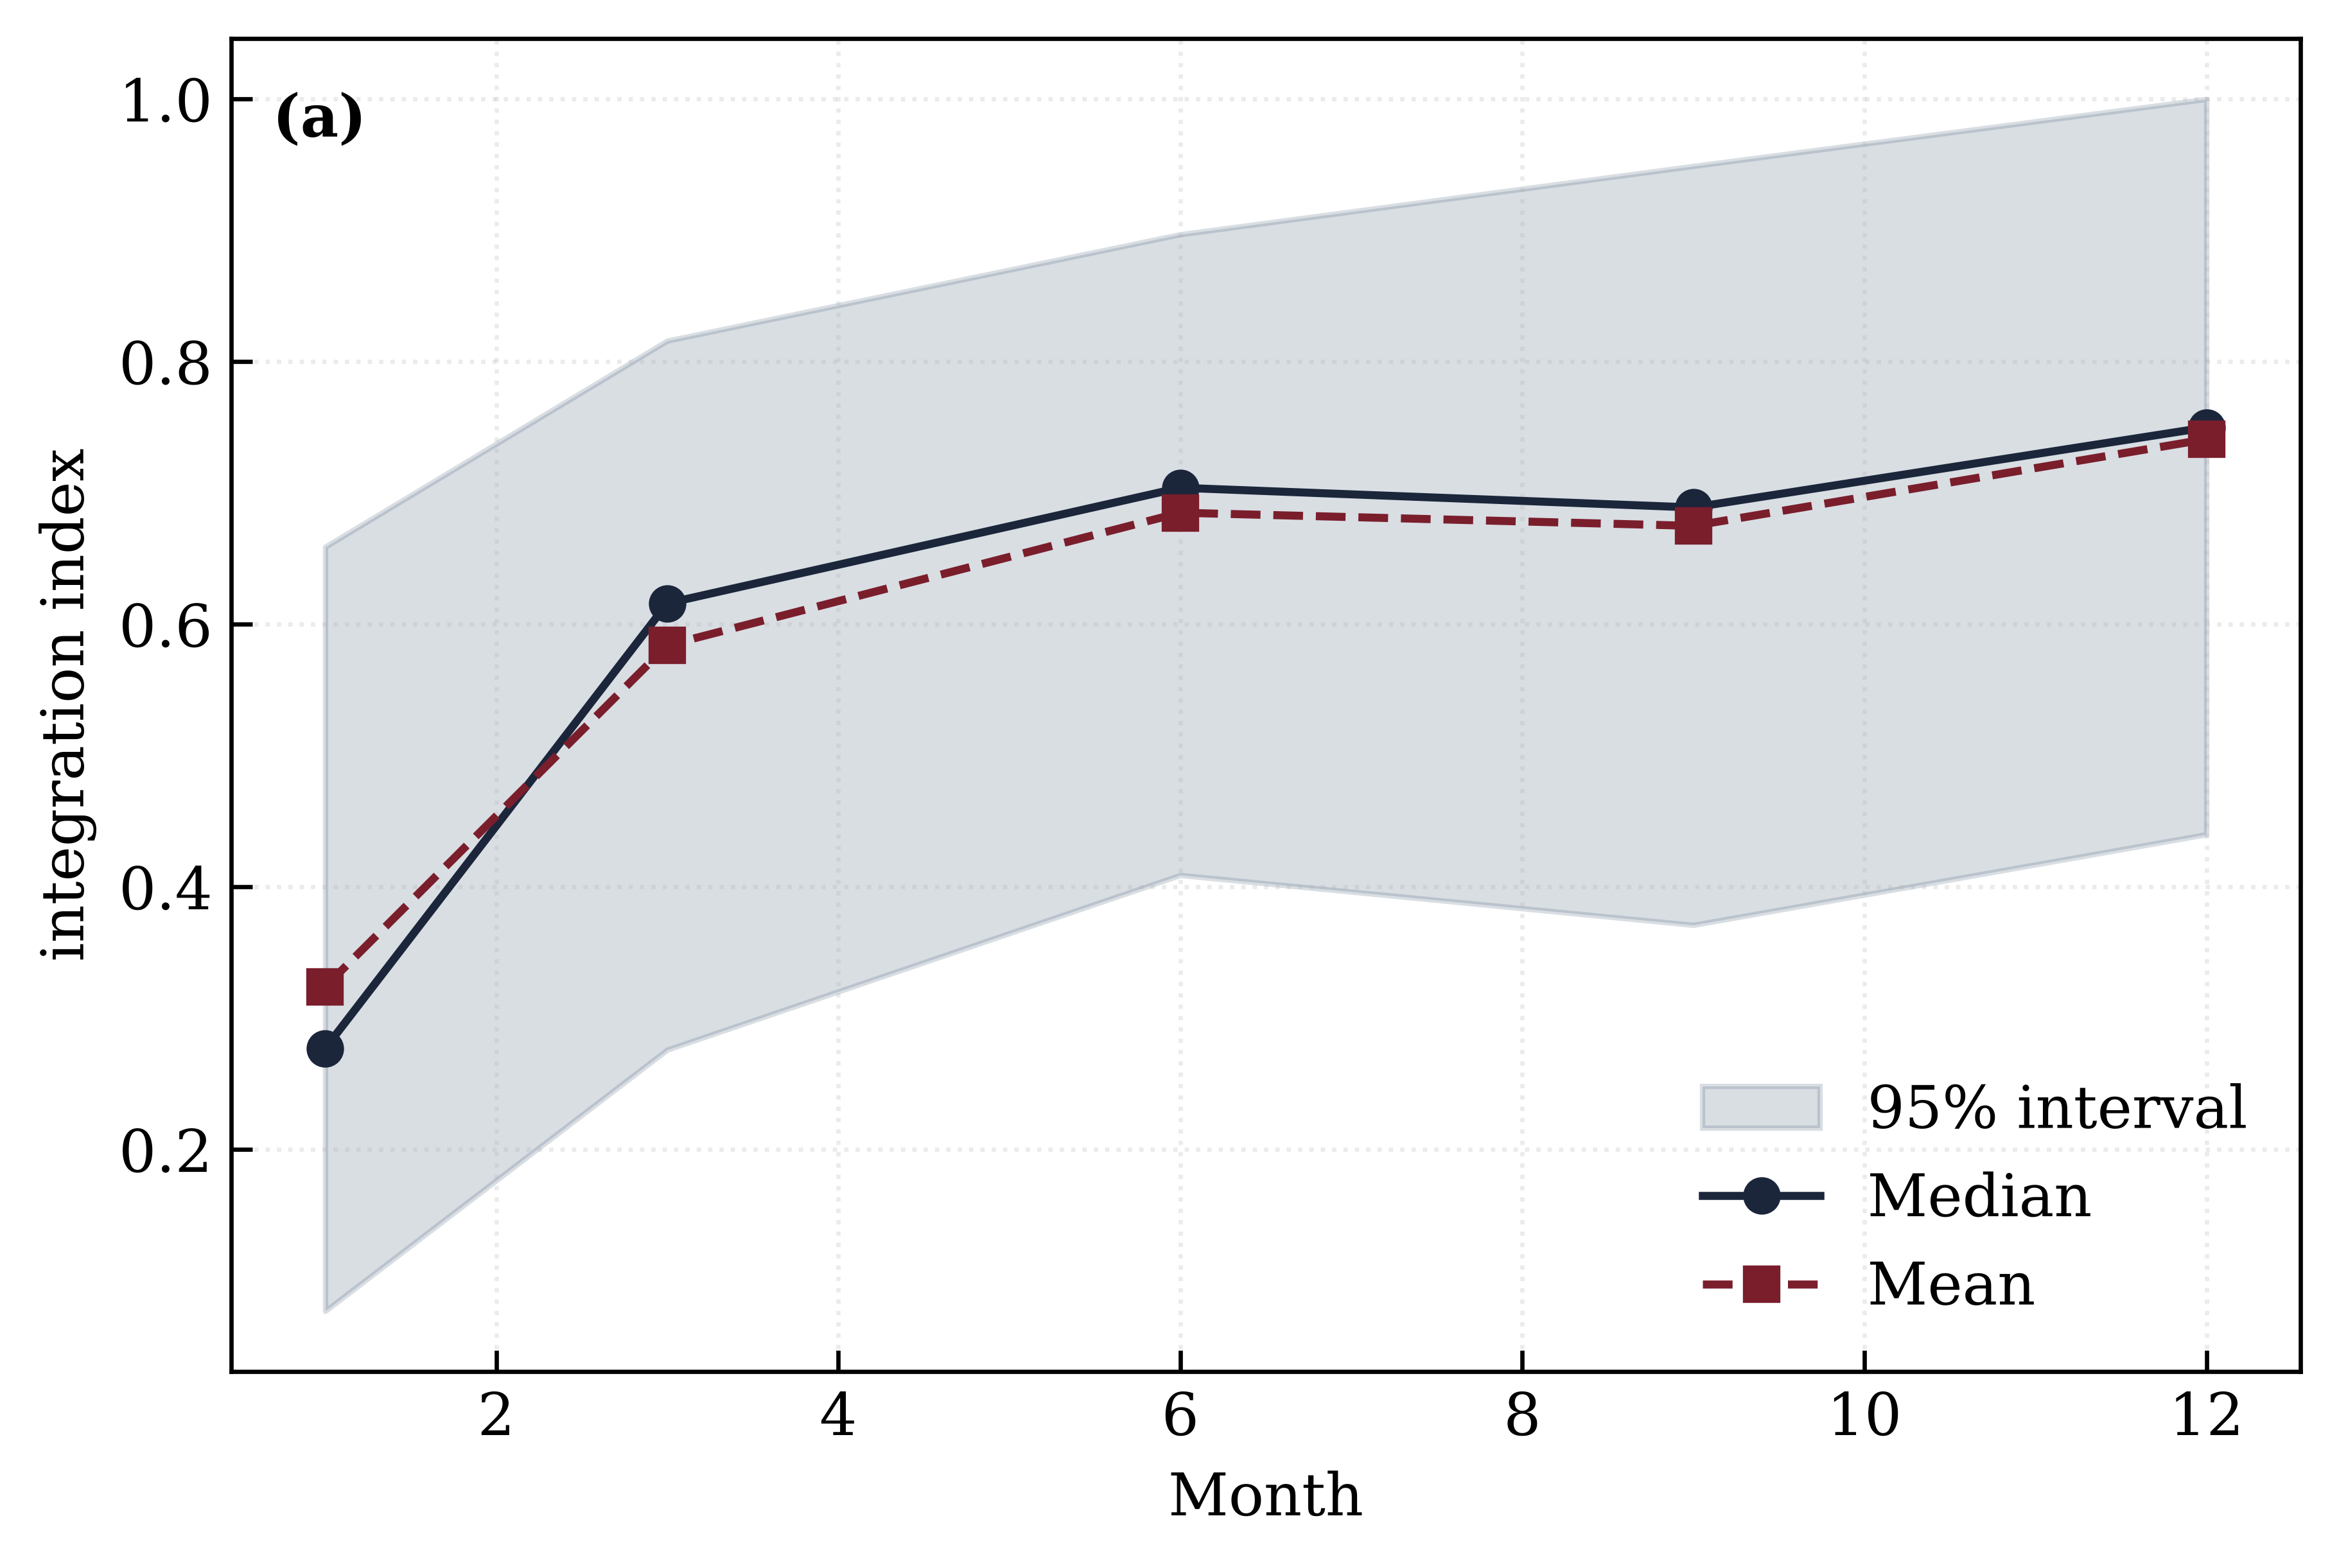 (a)
1.0
0.8
0.6
0.4
0.2
integration index
2 4 6 8 10 12
Month
95% interval
Median
Mean